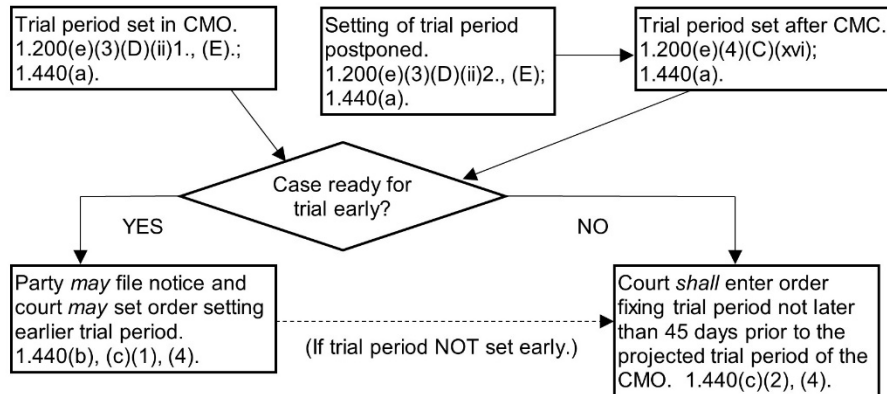 Trial period set in CMO.
1.200(e)(3)(D)(ii)1., (E).;
1.440(a).
Setting of trial period
postponed.
1.200(e)(3)(D)(ii)2., (E);
1.440(a).
Trial period set after CMC.
1.200(e)(4)(C)(xvi);
1.440(a).
Case ready for
trial early?
YES
NO
Party may file notice and
court may set order setting
earlier trial period.
1.440(b), (c)(1), (4).
(If trial period NOT set early.)
Court shall enter order
fixing trial period not later
than 45 days prior to the
projected trial period of the
CMO.  1.440(c)(2), (4).